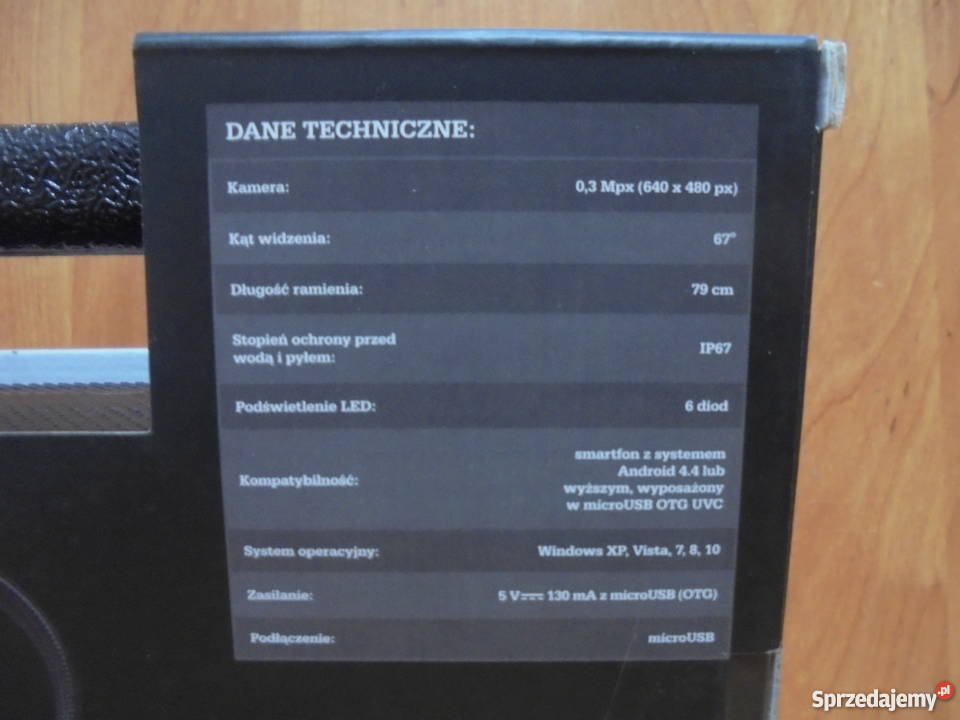 DANE TECHNICZNE:
Kamera: 0,3 Mpx (640 x 480 px)
Kąt widzenia: 67°
Długość ramienia: 79 cm
Stopień ochrony przed
wodą i pyłem: IP67
Podświetlenie LED: 6 diod
Kompatybilność: smartfon z systemem
Android 4.4 lub
wyższym, wyposażony
w microUSB OTG UVC
System operacyjny: Windows XP, Vista, 7, 8, 10
Zasilanie: 5 V⎓ 130 mA z microUSB (OTG)
Podłączenie: microUSB
Sprzedajemy.pl